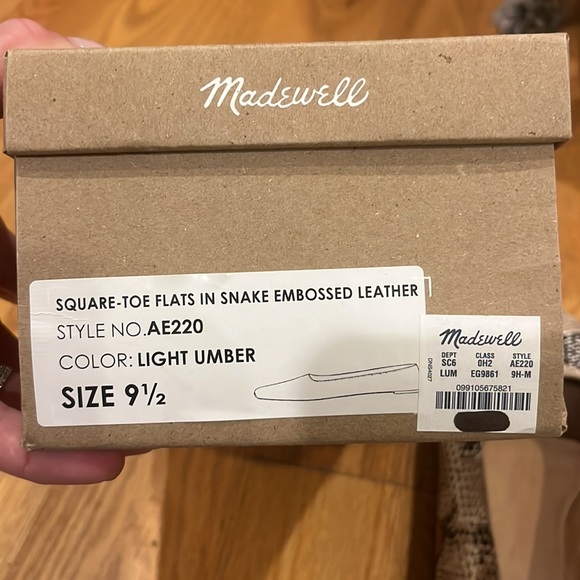 Madewell
SQUARE-TOE FLATS IN SNAKE EMBOSSED LEATHER
STYLE NO.AE220
COLOR: LIGHT UMBER
SIZE 9½
Madewell
DEPT CLASS STYLE
SC6 0H2 AE220
LUM EG9861 9H-M
099105675821